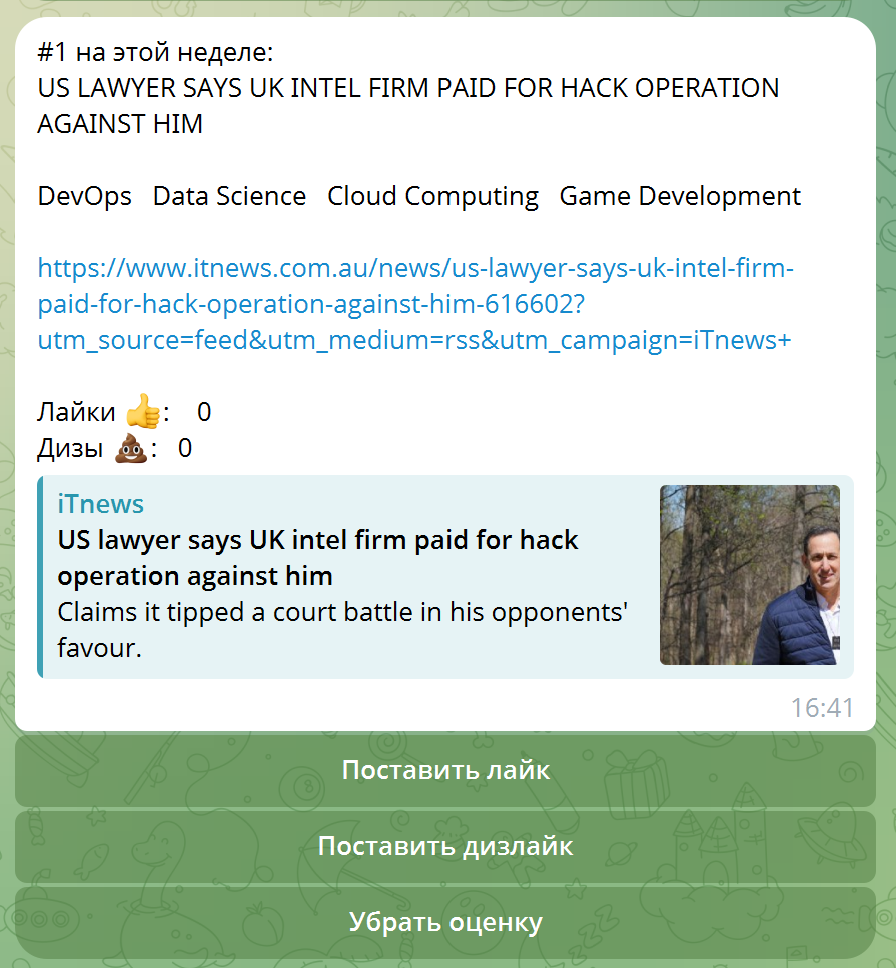 #1 на этой неделе:
US LAWYER SAYS UK INTEL FIRM PAID FOR HACK OPERATION
AGAINST HIM
DevOps Data Science Cloud Computing Game Development
https://www.itnews.com.au/news/us-lawyer-says-uk-intel-firm-
paid-for-hack-operation-against-him-616602?
utm_source=feed&utm_medium=rss&utm_campaign=iTnews+
Лайки 👍: 0
Дизы 💩: 0
iTnews
US lawyer says UK intel firm paid for hack
operation against him
Claims it tipped a court battle in his opponents'
favour.
16:41
Поставить лайк
Поставить дизлайк
Убрать оценку